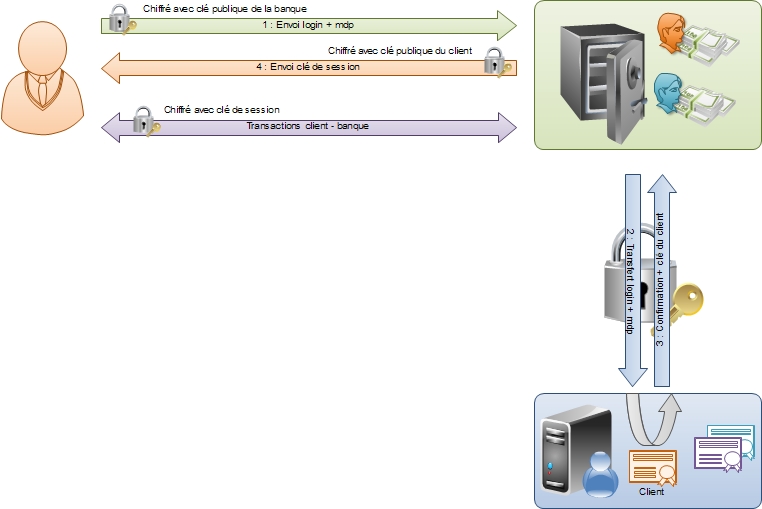 Chiffré avec clé publique de la banque
1 : Envoi login + mdp
Chiffré avec clé publique du client
4 : Envoi clé de session
Chiffré avec clé de session
Transactions client - banque
2 : Transfert login + mdp
3 : Confirmation + clé du client
Client